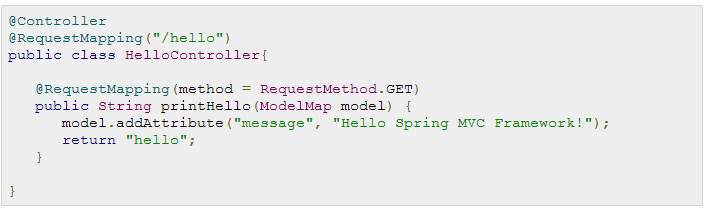 @Controller
@RequestMapping("/hello")
public class HelloController{
@RequestMapping(method = RequestMethod.GET)
public String printHello(ModelMap model) {
model.addAttribute("message", "Hello Spring MVC Framework!");
return "hello";
}
}